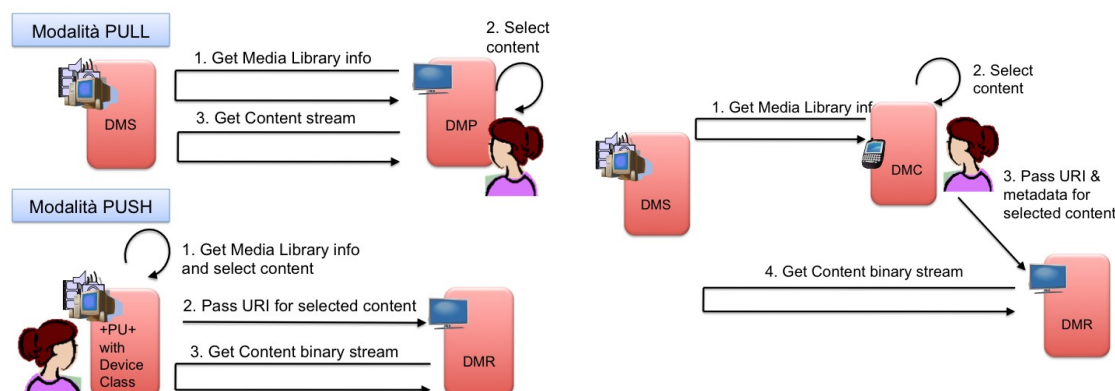 Modalità PULL
2. Select
content
1. Get Media Library info
DMS
3. Get Content stream
DMP
Modalità PUSH
1. Get Media Library info
and select content
2. Pass URI for selected content
+PU+
with
Device
Class
3. Get Content binary stream
DMR
2. Select
content
1. Get Media Library inf
DMC
DMS
3. Pass URI &
metadata for
selected content
4. Get Content binary stream
DMR